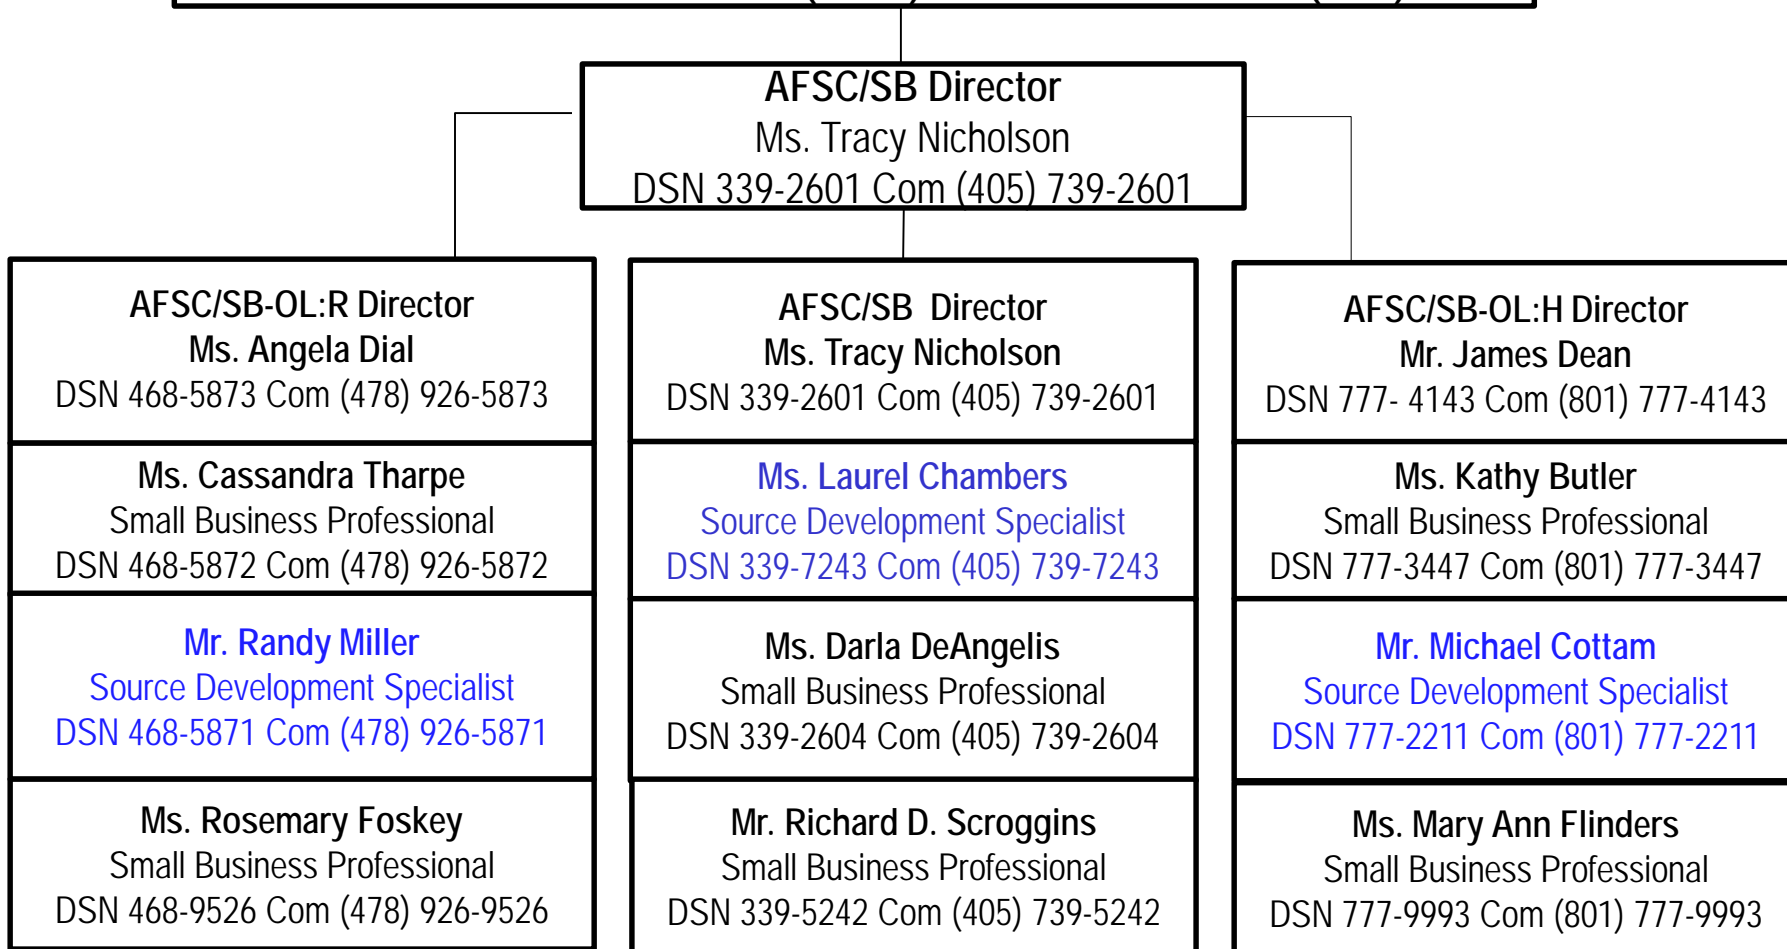 AFSC/SB Director
Ms. Tracy Nicholson
DSN 339-2601 Com (405) 739-2601
AFSC/SB-OL:R Director
Ms. Angela Dial
DSN 468-5873 Com (478) 926-5873
Ms. Cassandra Tharpe
Small Business Professional
DSN 468-5872 Com (478) 926-5872
Mr. Randy Miller
Source Development Specialist
DSN 468-5871 Com (478) 926-5871
Ms. Rosemary Foskey
Small Business Professional
DSN 468-9526 Com (478) 926-9526
AFSC/SB  Director
Ms. Tracy Nicholson
DSN 339-2601 Com (405) 739-2601
Ms. Laurel Chambers
Source Development Specialist
DSN 339-7243 Com (405) 739-7243
Ms. Darla DeAngelis
Small Business Professional
DSN 339-2604 Com (405) 739-2604
Mr. Richard D. Scroggins
Small Business Professional
DSN 339-5242 Com (405) 739-5242
AFSC/SB-OL:H Director
Mr. James Dean
DSN 777- 4143 Com (801) 777-4143
Ms. Kathy Butler
Small Business Professional
DSN 777-3447 Com (801) 777-3447
Mr. Michael Cottam
Source Development Specialist
DSN 777-2211 Com (801) 777-2211
Ms. Mary Ann Flinders
Small Business Professional
DSN 777-9993 Com (801) 777-9993